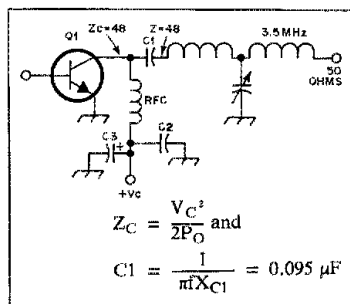 Zc=48
Z=48
Q1
C1
3.5MHz
50 OHMS
RFC
C3
+
C2
+Vc
Z_C = V_C² / 2P_O and
C1 = 1 / πfX_C1 = 0.095 μF